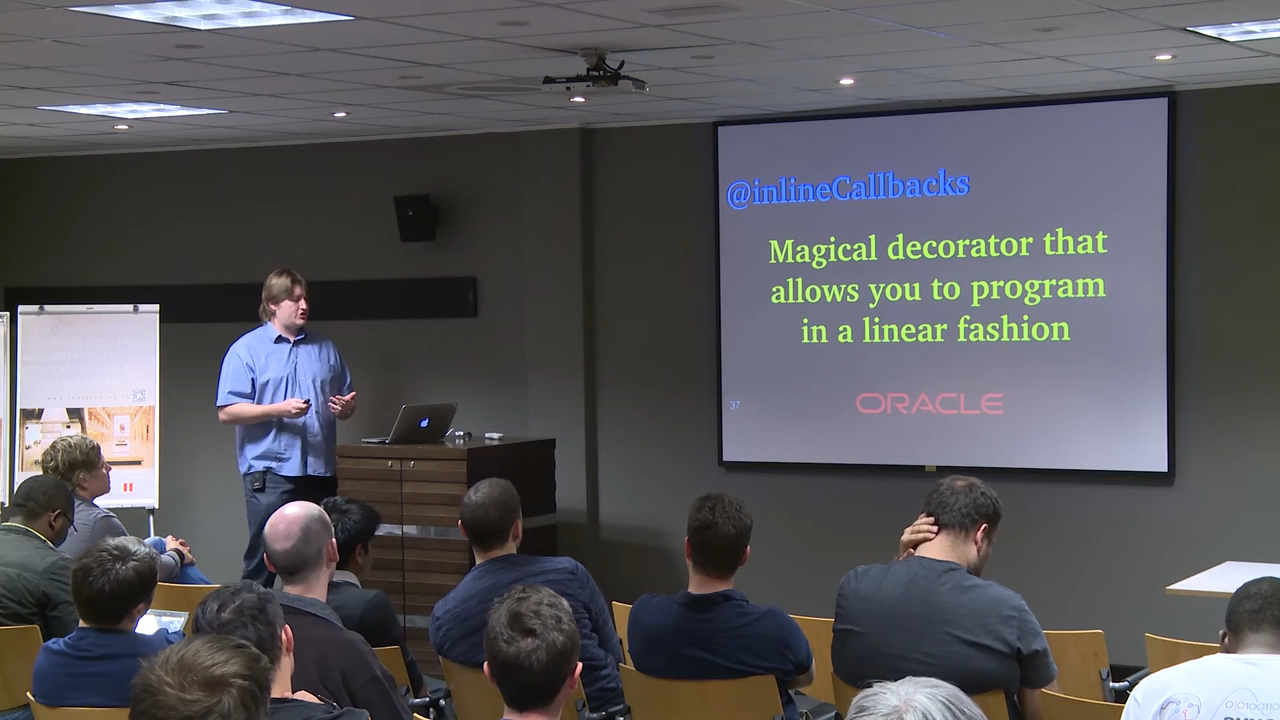 @inlineCallbacks
Magical decorator that
allows you to program
in a linear fashion
37
ORACLE